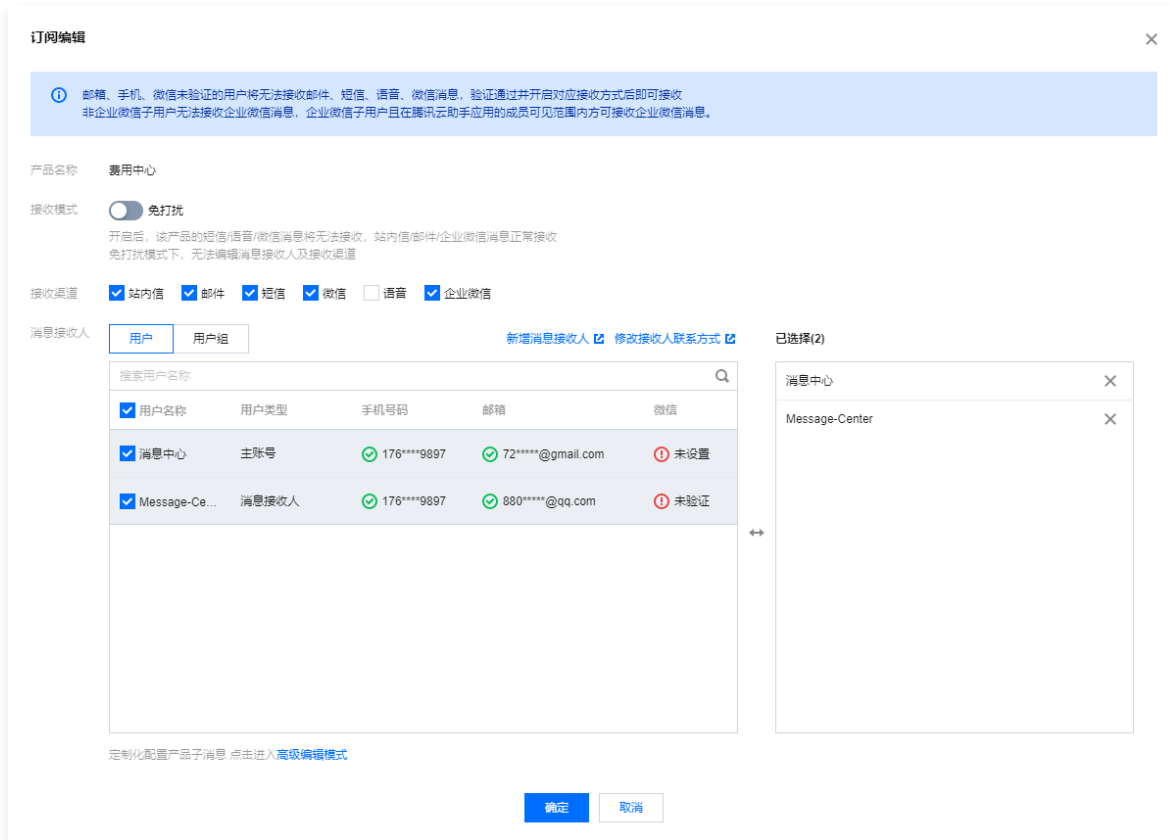 订阅编辑
邮箱、手机、微信未验证的用户将无法接收邮件、短信、语音、微信消息，验证通过并开启对应接收方式后即可接收
非企业微信子用户无法接收企业微信消息，企业微信子用户且在腾讯云助手应用的成员可见范围内方可接收企业微信消息。
产品名称 费用中心
接收模式 免打扰
开启后，该产品的短信/语音/微信消息将无法接收，站内信/邮件/企业微信消息正常接收
免打扰模式下，无法编辑消息接收人及接收渠道
接收渠道 站内信 邮件 短信 微信 语音 企业微信
消息接收人 用户 用户组 新增消息接收人 修改接收人联系方式 已选择(2)
搜索用户名称
用户名称 用户类型 手机号码 邮箱 微信
消息中心 主账号 176****9897 72*****@gmail.com 未设置
Message-Ce... 消息接收人 176****9897 880*****@qq.com 未验证
消息中心
Message-Center
定制化配置产品子消息 点击进入高级编辑模式
确定 取消